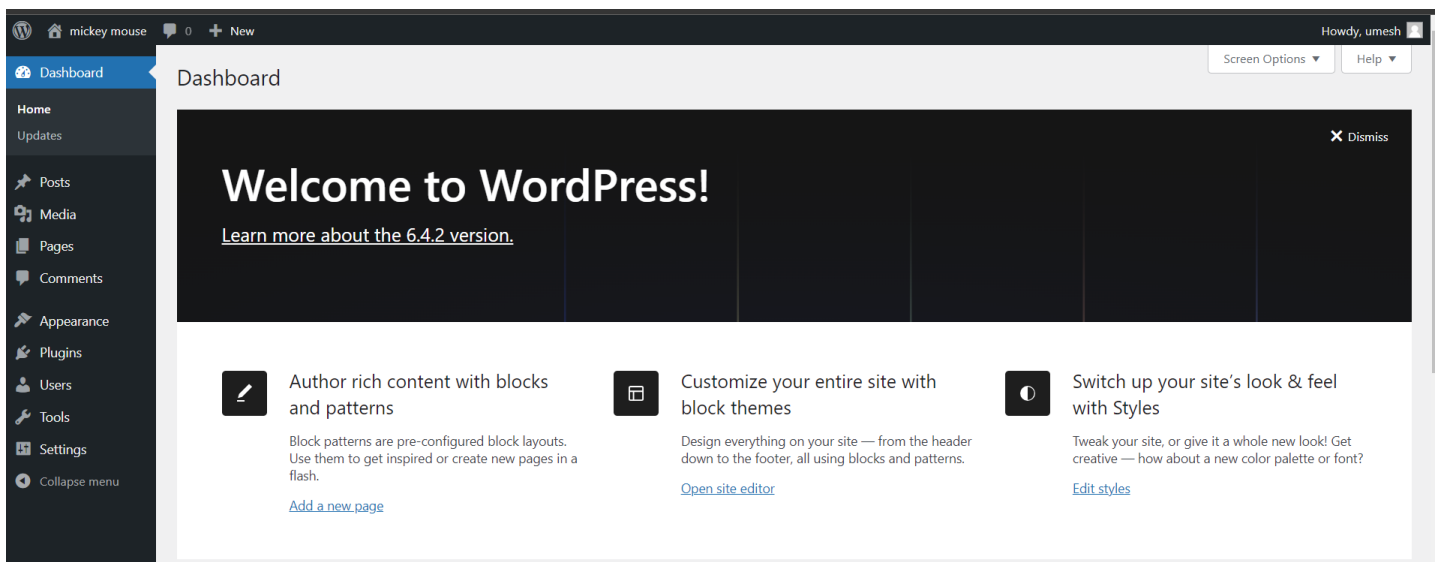 mickey mouse 0 New Howdy, umesh
Screen Options Help
Dashboard
Home
Updates
Posts
Media
Pages
Comments
Appearance
Plugins
Users
Tools
Settings
Collapse menu
Dashboard
Dismiss
Welcome to WordPress!
Learn more about the 6.4.2 version.
Author rich content with blocks
and patterns
Block patterns are pre-configured block layouts.
Use them to get inspired or create new pages in a
flash.
Add a new page
Customize your entire site with
block themes
Design everything on your site — from the header
down to the footer, all using blocks and patterns.
Open site editor
Switch up your site’s look & feel
with Styles
Tweak your site, or give it a whole new look! Get
creative — how about a new color palette or font?
Edit styles